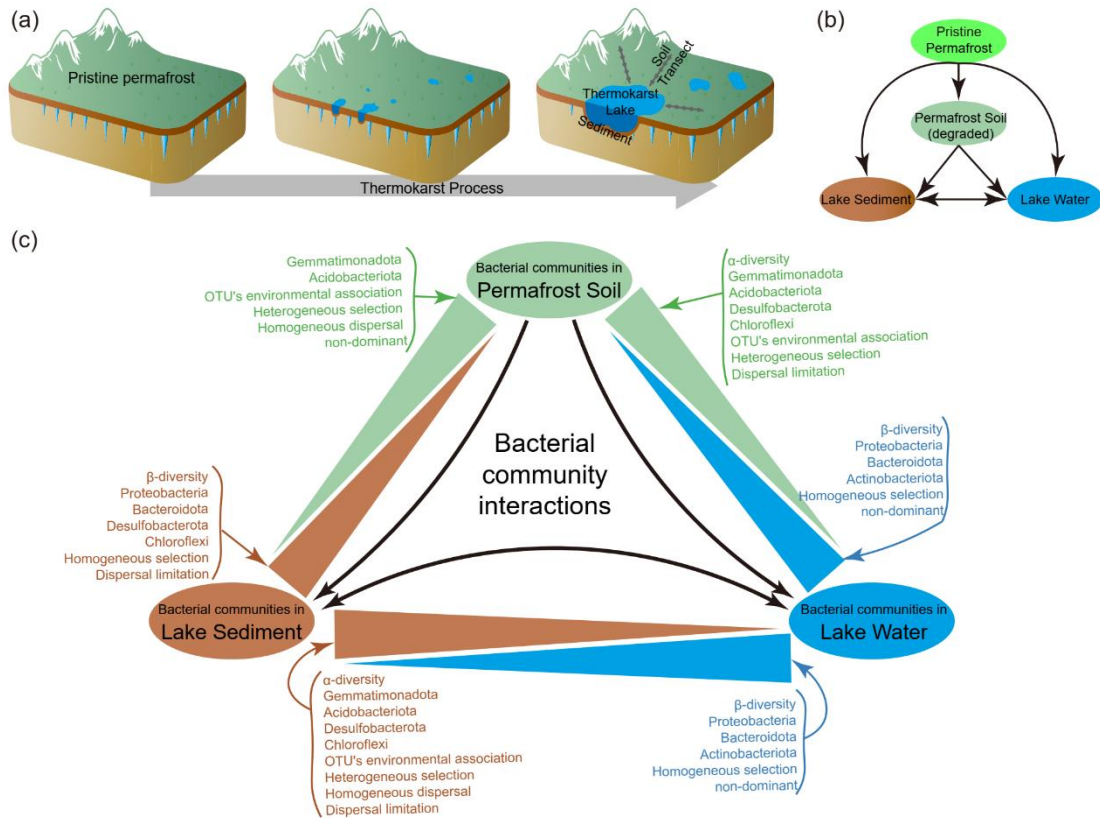 (a)
Pristine permafrost
Soil
Transect
Thermokarst
Lake
Sediment
Thermokarst Process
(b)
Pristine
Permafrost
Permafrost Soil
(degraded)
Lake Sediment
Lake Water
(c)
Gemmatimonadota
Acidobacteriota
OTU's environmental association
Heterogeneous selection
Homogeneous dispersal
non-dominant
Bacterial communities in
Permafrost Soil
α-diversity
Gemmatimonadota
Acidobacteriota
Desulfobacterota
Chloroflexi
OTU's environmental association
Heterogeneous selection
Dispersal limitation
Bacterial
community
interactions
β-diversity
Proteobacteria
Bacteroidota
Desulfobacterota
Chloroflexi
Homogeneous selection
Dispersal limitation
β-diversity
Proteobacteria
Bacteroidota
Actinobacteriota
Homogeneous selection
non-dominant
Bacterial communities in
Lake Sediment
Bacterial communities in
Lake Water
α-diversity
Gemmatimonadota
Acidobacteriota
Desulfobacterota
Chloroflexi
OTU's environmental association
Heterogeneous selection
Homogeneous dispersal
Dispersal limitation
β-diversity
Proteobacteria
Bacteroidota
Actinobacteriota
Homogeneous selection
non-dominant